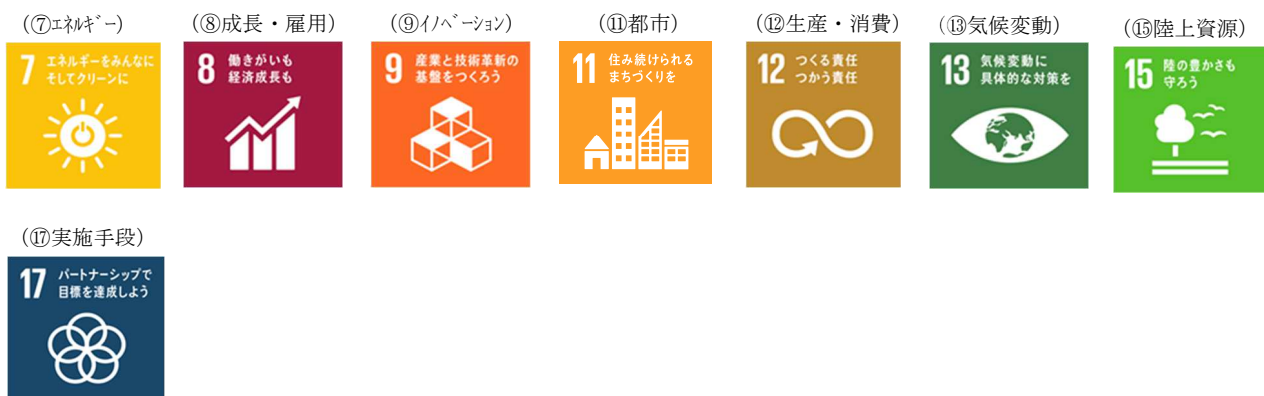 (⑦ｴﾈﾙｷﾞｰ)
(⑧成長・雇用)
(⑨ｲﾉﾍﾞｰｼｮﾝ)
(⑪都市)
(⑫生産・消費)
(⑬気候変動)
(⑮陸上資源)
7 エネルギーをみんなに
そしてクリーンに
8 働きがいも
経済成長も
9 産業と技術革新の
基盤をつくろう
11 住み続けられる
まちづくりを
12 つくる責任
つかう責任
13 気候変動に
具体的な対策を
15 陸の豊かさも
守ろう
(⑰実施手段)
17 パートナーシップで
目標を達成しよう